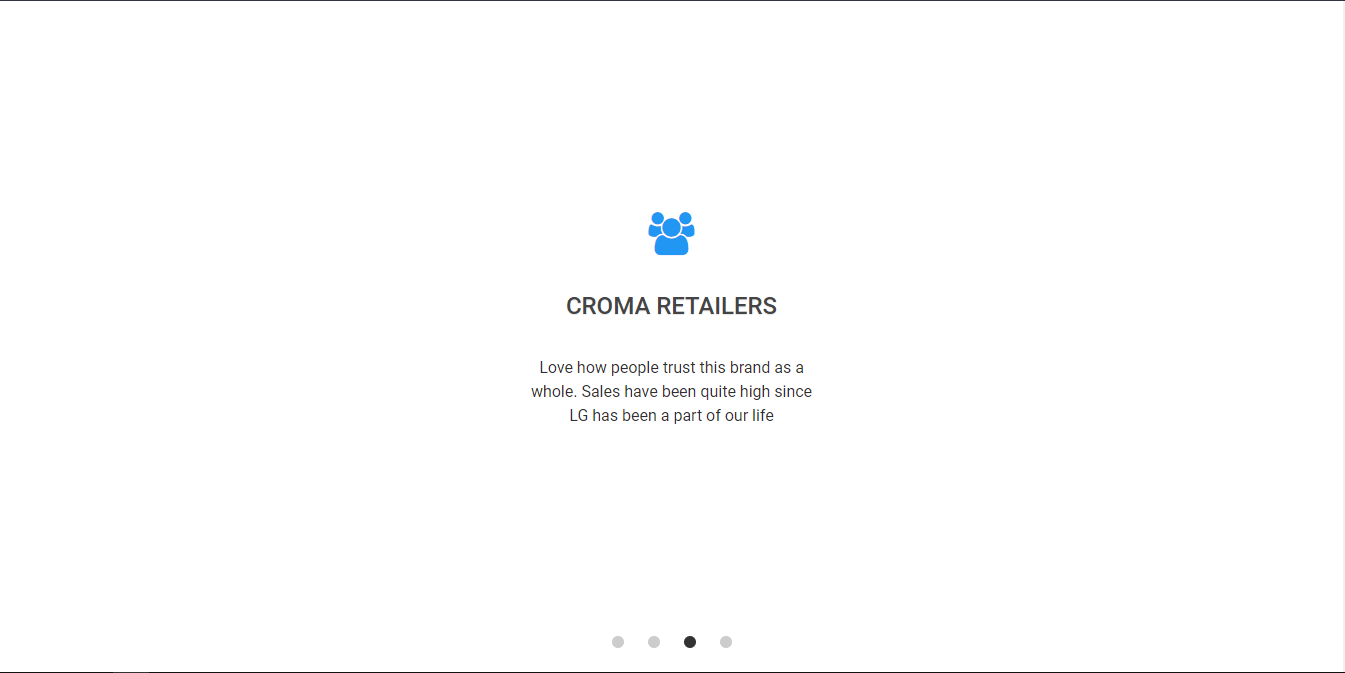 CROMA RETAILERS
Love how people trust this brand as a
whole. Sales have been quite high since
LG has been a part of our life